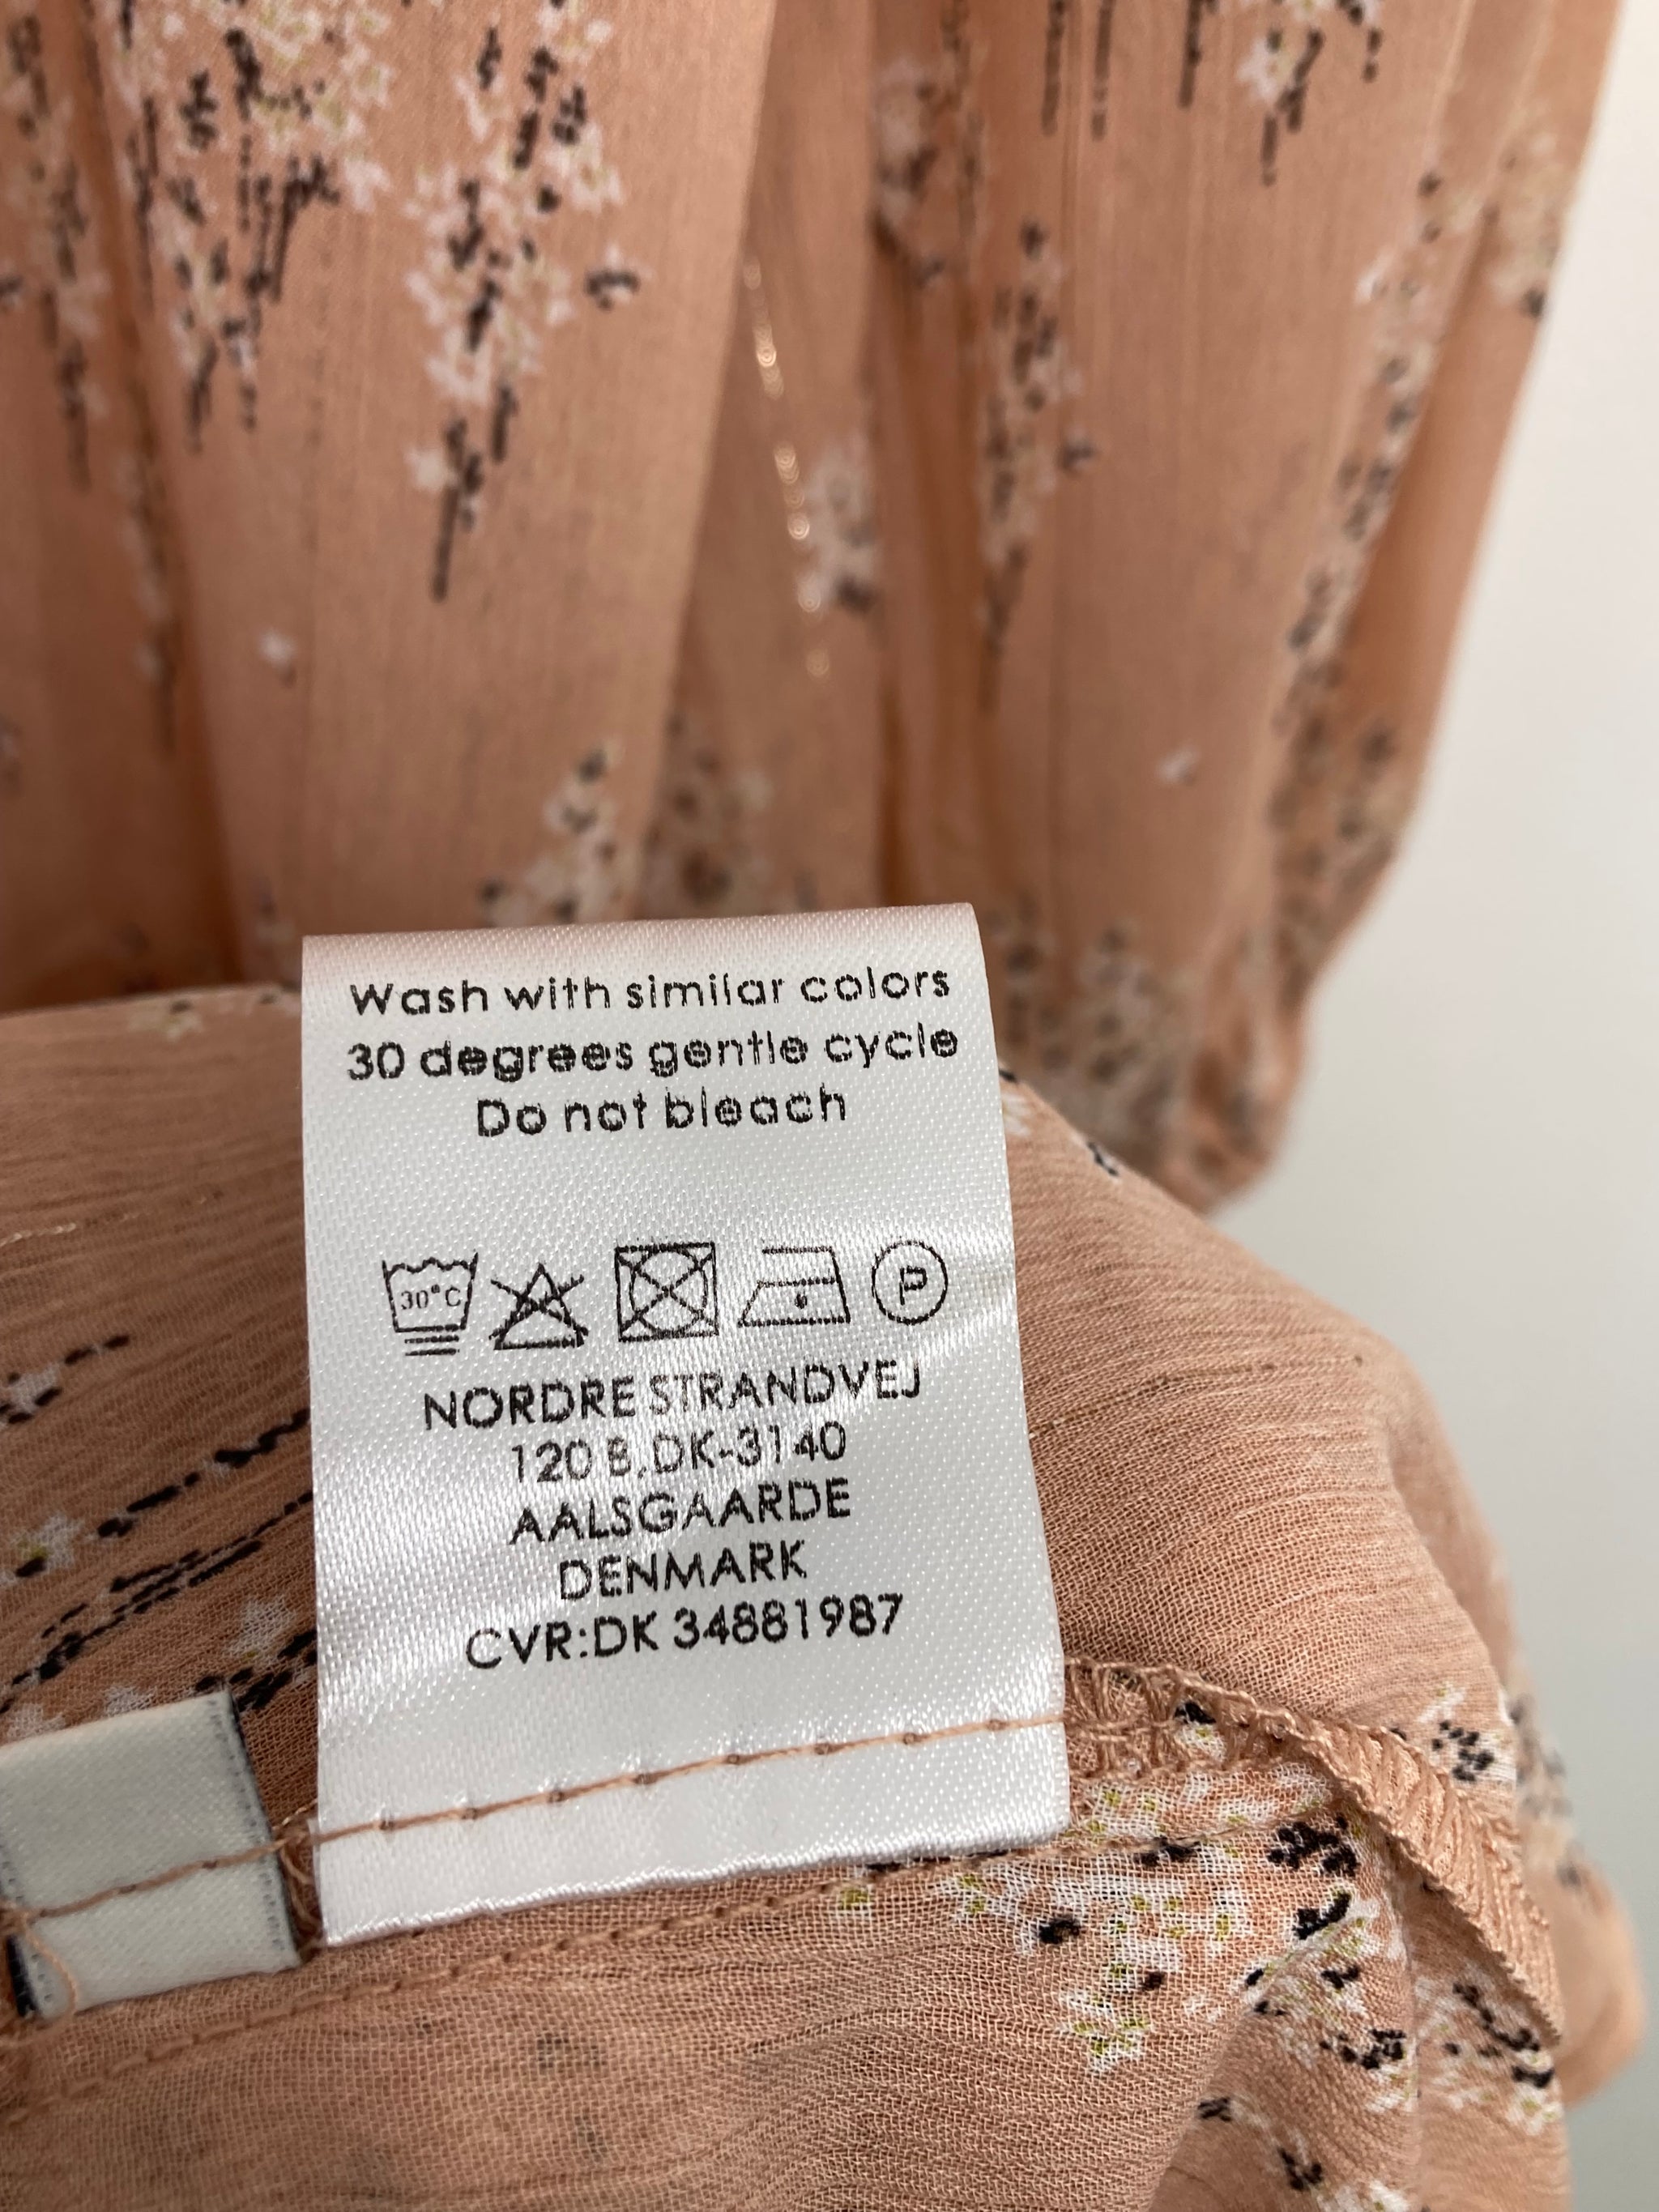 Wash with similar colors
30 degrees gentle cycle
Do not bleach
30°C P
NORDRE STRANDVEJ
120 B, DK-3140
AALSGAARDE
DENMARK
CVR:DK 34881987